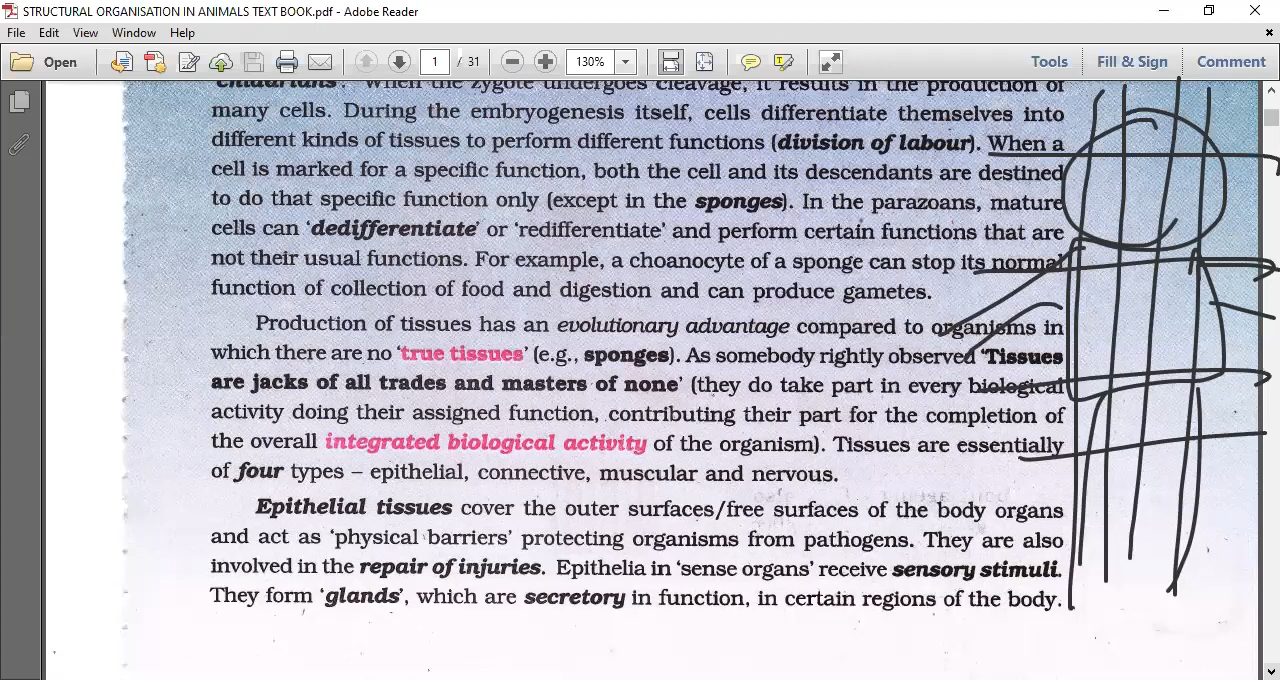 STRUCTURAL ORGANISATION IN ANIMALS TEXT BOOK.pdf - Adobe Reader
File Edit View Window Help
Open 1 / 31 130% Tools Fill & Sign Comment
cnidarians. When the zygote undergoes cleavage, it results in the production of
many cells. During the embryogenesis itself, cells differentiate themselves into
different kinds of tissues to perform different functions (division of labour). When a
cell is marked for a specific function, both the cell and its descendants are destined
to do that specific function only (except in the sponges). In the parazoans, mature
cells can ‘dedifferentiate’ or ‘redifferentiate’ and perform certain functions that are
not their usual functions. For example, a choanocyte of a sponge can stop its normal
function of collection of food and digestion and can produce gametes.
Production of tissues has an evolutionary advantage compared to organisms in
which there are no ‘true tissues’ (e.g., sponges). As somebody rightly observed ‘Tissues
are jacks of all trades and masters of none’ (they do take part in every biological
activity doing their assigned function, contributing their part for the completion of
the overall integrated biological activity of the organism). Tissues are essentially
of four types – epithelial, connective, muscular and nervous.
Epithelial tissues cover the outer surfaces/free surfaces of the body organs
and act as ‘physical barriers’ protecting organisms from pathogens. They are also
involved in the repair of injuries. Epithelia in ‘sense organs’ receive sensory stimuli.
They form ‘glands’, which are secretory in function, in certain regions of the body.